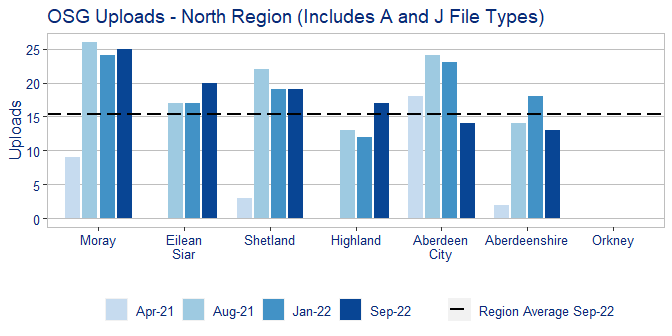 OSG Uploads - North Region (Includes A and J File Types)
Uploads
25
20
15
10
5
0
Moray
Eilean
Siar
Shetland
Highland
Aberdeen
City
Aberdeenshire
Orkney
Apr-21
Aug-21
Jan-22
Sep-22
Region Average Sep-22